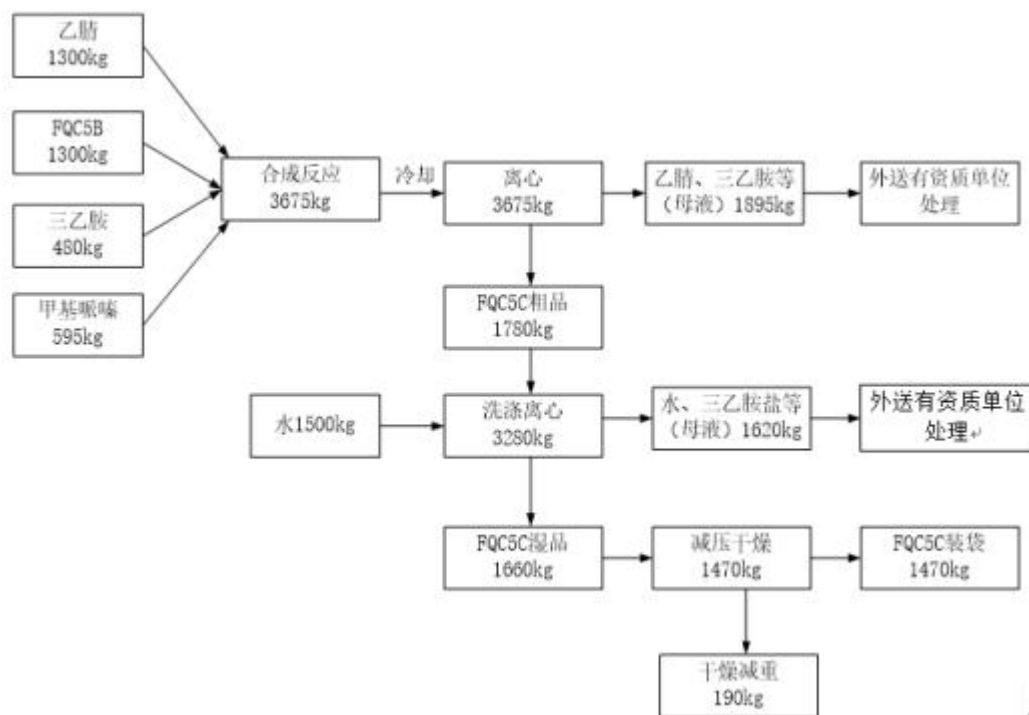 乙腈
1300kg
FQC5B
1300kg
三乙胺
480kg
甲基哌嗪
595kg
合成反应
3675kg
冷却
离心
3675kg
乙腈、三乙胺等
（母液）1895kg
外送有资质单位
处理
FQC5C粗品
1780kg
水1500kg
洗涤离心
3280kg
水、三乙胺盐等
（母液）1620kg
外送有资质单位
处理↵
FQC5C湿品
1660kg
减压干燥
1470kg
FQC5C装袋
1470kg
干燥减重
190kg